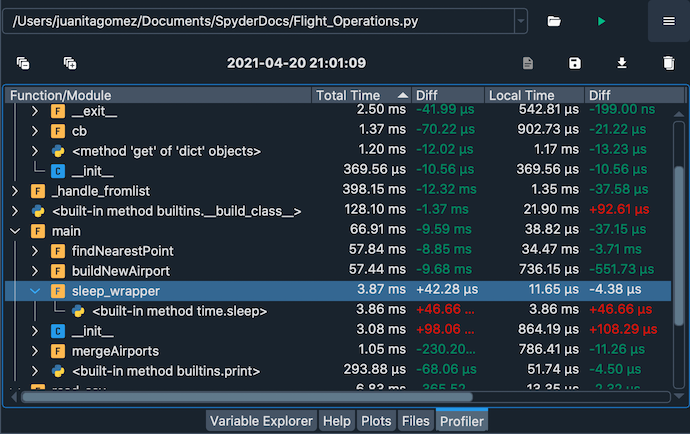 /Users/juanitagomez/Documents/SpyderDocs/Flight_Operations.py
2021-04-20 21:01:09
Function/Module Total Time Diff Local Time Diff
__exit__ 2.50 ms -41.99 µs 542.81 µs -199.00 ns
F cb 1.37 ms -70.22 µs 902.73 µs -21.22 µs
<method 'get' of 'dict' objects> 1.20 ms -12.02 µs 1.17 ms -13.23 µs
C __init__ 369.56 µs -10.56 µs 369.56 µs -10.56 µs
F _handle_fromlist 398.15 ms -12.32 ms 1.35 ms -37.58 µs
<built-in method builtins.__build_class__> 128.10 ms -1.37 ms 21.90 ms +92.61 µs
F main 66.91 ms -9.59 ms 38.82 µs -37.15 µs
F findNearestPoint 57.84 ms -8.85 ms 34.47 ms -3.71 ms
F buildNewAirport 57.44 ms -9.68 ms 736.15 µs -551.73 µs
F sleep_wrapper 3.87 ms +42.28 µs 11.65 µs -4.38 µs
<built-in method time.sleep> 3.86 ms +46.66 ... 3.86 ms +46.66 µs
C __init__ 3.08 ms +98.06 ... 864.19 µs +108.29 µs
F mergeAirports 1.05 ms -230.20... 786.41 µs -11.26 µs
<built-in method builtins.print> 293.88 µs -68.06 µs 51.74 µs -4.50 µs
6.83 ms -365.52 13.35 µs -2.32 µs
Variable Explorer Help Plots Files Profiler